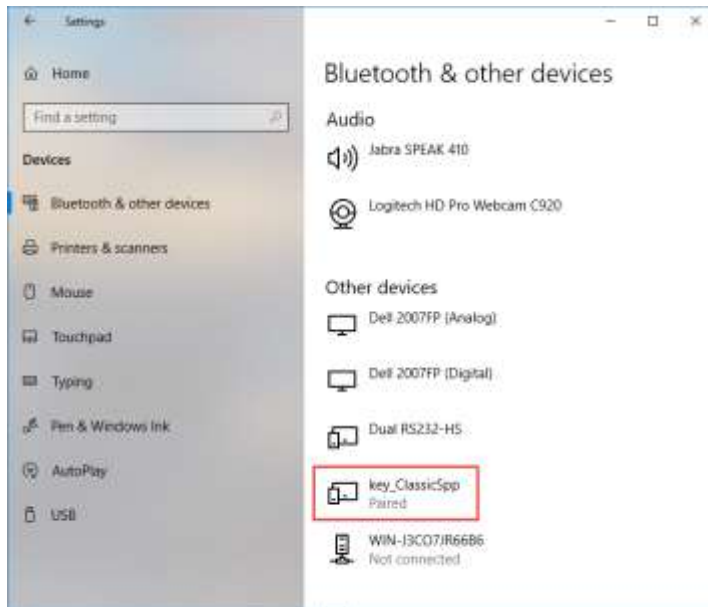 Settings
Home
Find a setting
Devices
Bluetooth & other devices
Printers & scanners
Mouse
Touchpad
Typing
Pen & Windows Ink
AutoPlay
USB
Bluetooth & other devices
Audio
Jabra SPEAK 410
Logitech HD Pro Webcam C920
Other devices
Dell 2007FP (Analog)
Dell 2007FP (Digital)
Dual RS232-HS
key_ClassicSpp
Paired
WIN-J3CO7JR66B6
Not connected